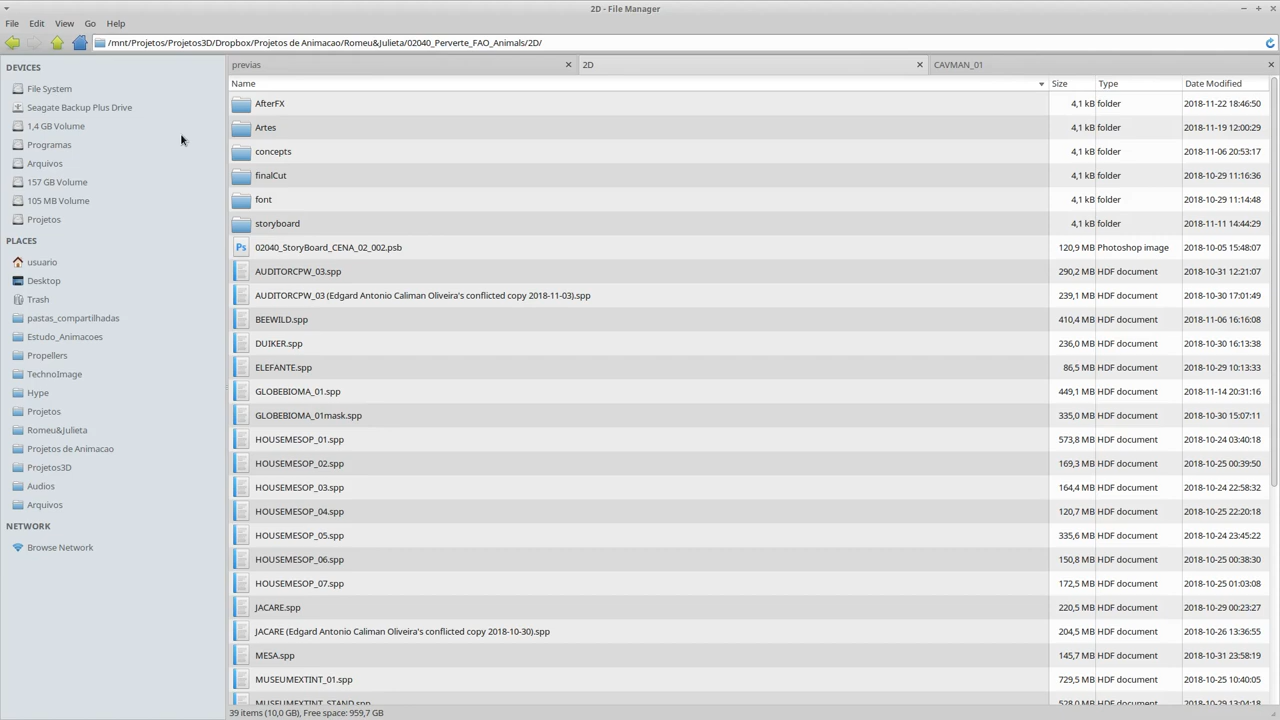 2D - File Manager
File Edit View Go Help
/mnt/Projetos/Projetos3D/Dropbox/Projetos de Animacao/Romeu&Julieta/02040_Perverte_FAO_Animals/2D/
DEVICES
File System
Seagate Backup Plus Drive
1,4 GB Volume
Programas
Arquivos
157 GB Volume
105 MB Volume
Projetos
PLACES
usuario
Desktop
Trash
pastas_compartilhadas
Estudo_Animacoes
Propellers
TechnoImage
Hype
Projetos
Romeu&Julieta
Projetos de Animacao
Projetos3D
Audios
Arquivos
NETWORK
Browse Network
previas 2D CAVMAN_01
Name Size Type Date Modified
AfterFX 4,1 kB folder 2018-11-22 18:46:50
Artes 4,1 kB folder 2018-11-19 12:00:29
concepts 4,1 kB folder 2018-11-06 20:53:17
finalCut 4,1 kB folder 2018-10-29 11:16:36
font 4,1 kB folder 2018-10-29 11:14:48
storyboard 4,1 kB folder 2018-11-11 14:44:29
Ps 02040_StoryBoard_CENA_02_002.psb 120,9 MB Photoshop image 2018-10-05 15:48:07
AUDITORCPW_03.spp 290,2 MB HDF document 2018-10-31 12:21:07
AUDITORCPW_03 (Edgard Antonio Caliman Oliveira's conflicted copy 2018-11-03).spp 239,1 MB HDF document 2018-10-30 17:01:49
BEEWILD.spp 410,4 MB HDF document 2018-11-06 16:16:08
DUIKER.spp 236,0 MB HDF document 2018-10-30 16:13:38
ELEFANTE.spp 86,5 MB HDF document 2018-10-29 10:13:33
GLOBEBIOMA_01.spp 449,1 MB HDF document 2018-11-14 20:31:16
GLOBEBIOMA_01mask.spp 335,0 MB HDF document 2018-10-30 15:07:11
HOUSEMESOP_01.spp 573,8 MB HDF document 2018-10-24 03:40:18
HOUSEMESOP_02.spp 169,3 MB HDF document 2018-10-25 00:39:50
HOUSEMESOP_03.spp 164,4 MB HDF document 2018-10-24 22:58:32
HOUSEMESOP_04.spp 120,7 MB HDF document 2018-10-25 22:20:18
HOUSEMESOP_05.spp 335,6 MB HDF document 2018-10-24 23:45:22
HOUSEMESOP_06.spp 150,8 MB HDF document 2018-10-25 00:38:30
HOUSEMESOP_07.spp 172,5 MB HDF document 2018-10-25 01:03:08
JACARE.spp 220,5 MB HDF document 2018-10-29 00:23:27
JACARE (Edgard Antonio Caliman Oliveira's conflicted copy 2018-10-30).spp 204,5 MB HDF document 2018-10-26 13:36:55
MESA.spp 145,7 MB HDF document 2018-10-31 23:58:19
MUSEUMEXTINT_01.spp 729,5 MB HDF document 2018-10-25 10:40:05
MUSEUMEXTINT_STAND.spp 528,0 MB HDF document 2018-10-29 13:04:18
39 items (10,0 GB), Free space: 959,7 GB